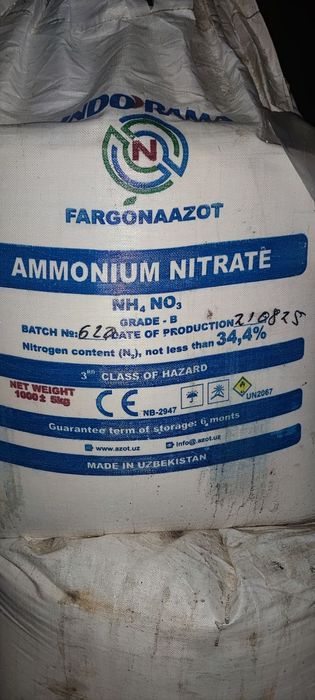 INDORAMA
N
FARGONAAZOT
AMMONIUM NITRATE
NH₄ NO₃
GRADE - B
BATCH №: 622 DATE OF PRODUCTION 210825
Nitrogen content (N₂), not less than 34,4%
3ᴿᴰ CLASS OF HAZARD
NET WEIGHT
1000± 5kg
CE NB-2947 UN2067
Guarantee term of storage: 6 monts
www.azot.uz info@azot.uz
MADE IN UZBEKISTAN